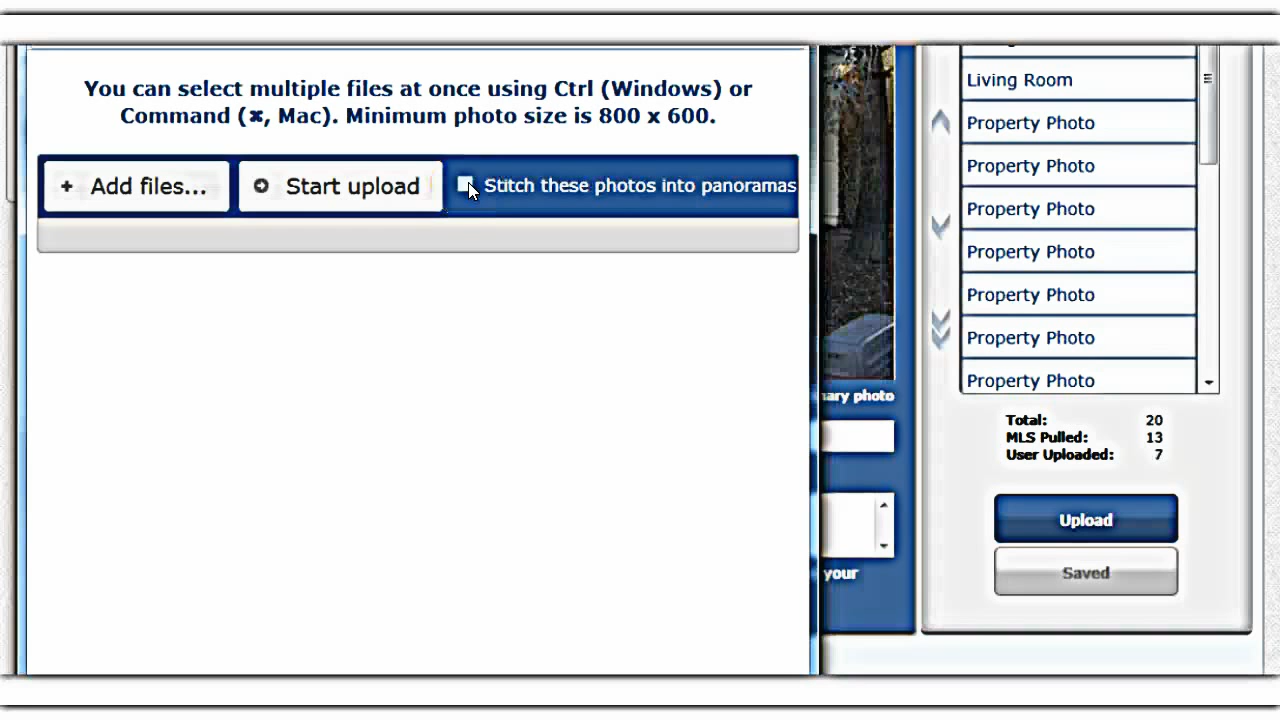 You can select multiple files at once using Ctrl (Windows) or
Command (⌘, Mac). Minimum photo size is 800 x 600.
+ Add files...
Start upload
Stitch these photos into panoramas
Living Room
Property Photo
Property Photo
Property Photo
Property Photo
Property Photo
Property Photo
Property Photo
photo
your
Total: 20
MLS Pulled: 13
User Uploaded: 7
Upload
Saved